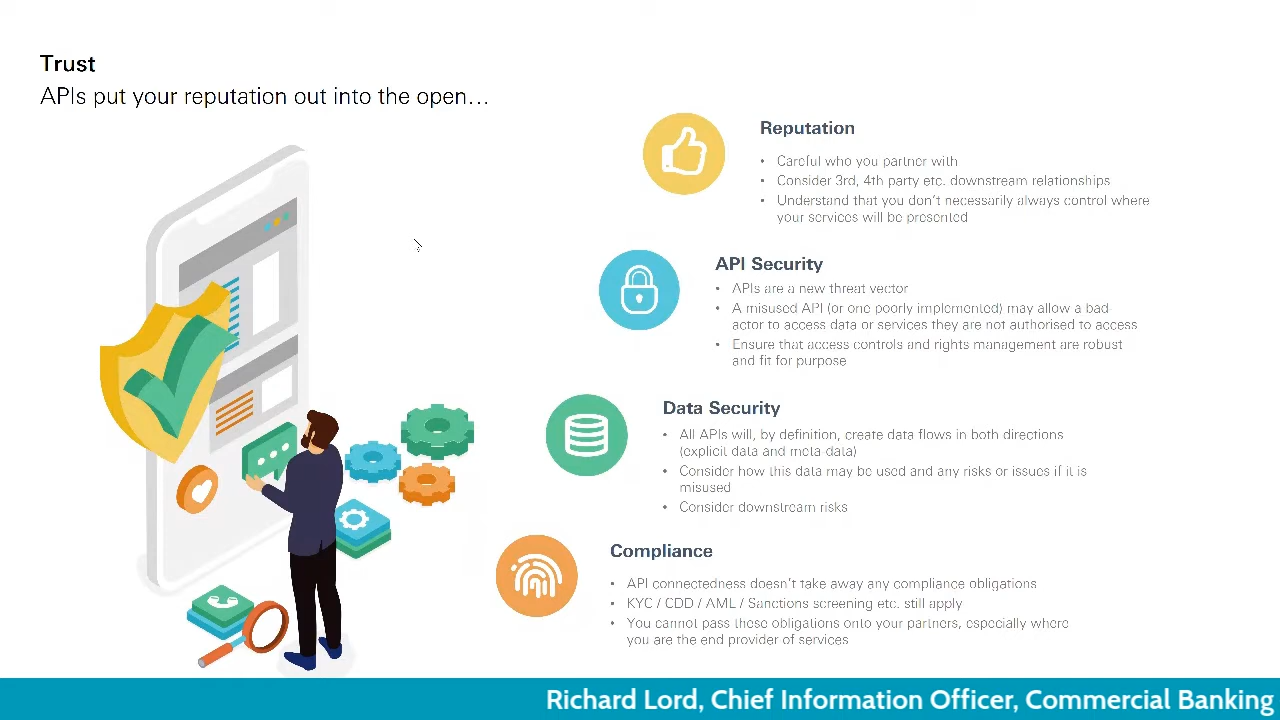 Trust
APIs put your reputation out into the open...
Reputation
• Careful who you partner with
• Consider 3rd, 4th party etc. downstream relationships
• Understand that you don't necessarily always control where
your services will be presented
API Security
• APIs are a new threat vector
• A misused API (or one poorly implemented) may allow a bad
actor to access data or services they are not authorised to access
• Ensure that access controls and rights management are robust
and fit for purpose
Data Security
• All APIs will, by definition, create data flows in both directions
(explicit data and meta data)
• Consider how this data may be used and any risks or issues if it is
misused
• Consider downstream risks
Compliance
• API connectedness doesn't take away any compliance obligations
• KYC / CDD / AML / Sanctions screening etc. still apply
• You cannot pass these obligations onto your partners, especially where
you are the end provider of services
Richard Lord, Chief Information Officer, Commercial Banking